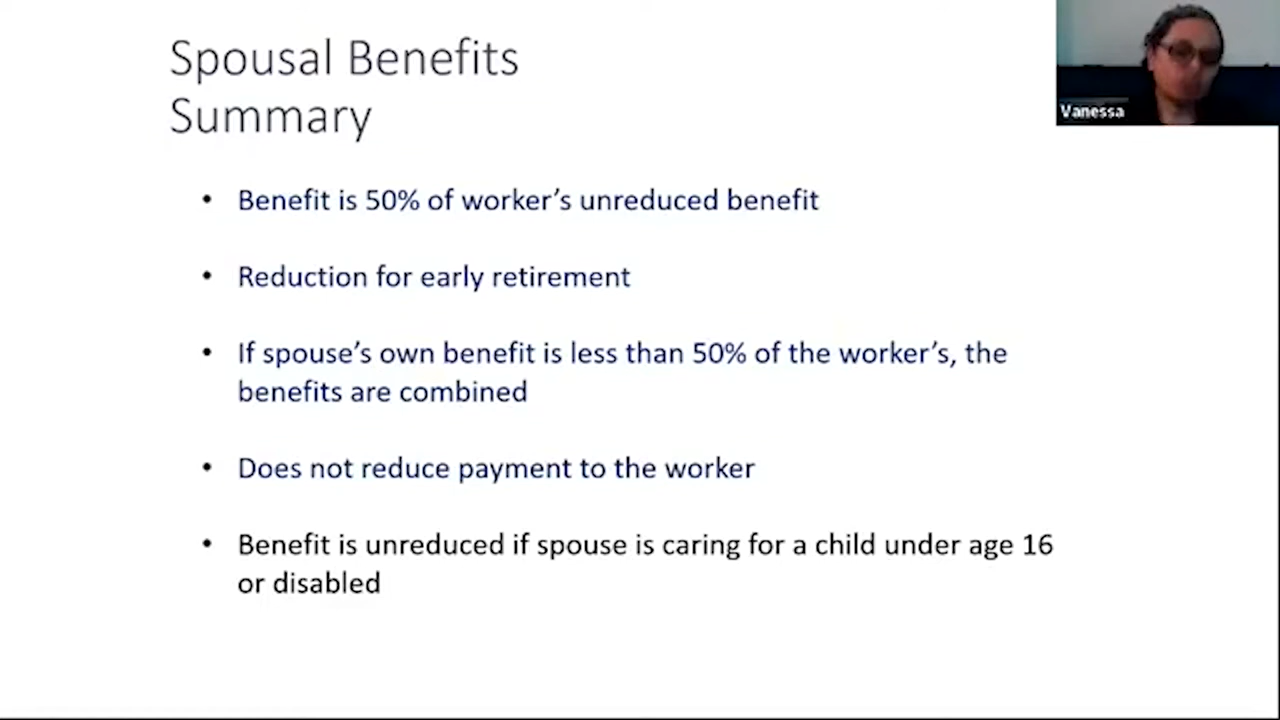 Spousal Benefits
Summary
Vanessa
• Benefit is 50% of worker’s unreduced benefit
• Reduction for early retirement
• If spouse’s own benefit is less than 50% of the worker’s, the
benefits are combined
• Does not reduce payment to the worker
• Benefit is unreduced if spouse is caring for a child under age 16
or disabled